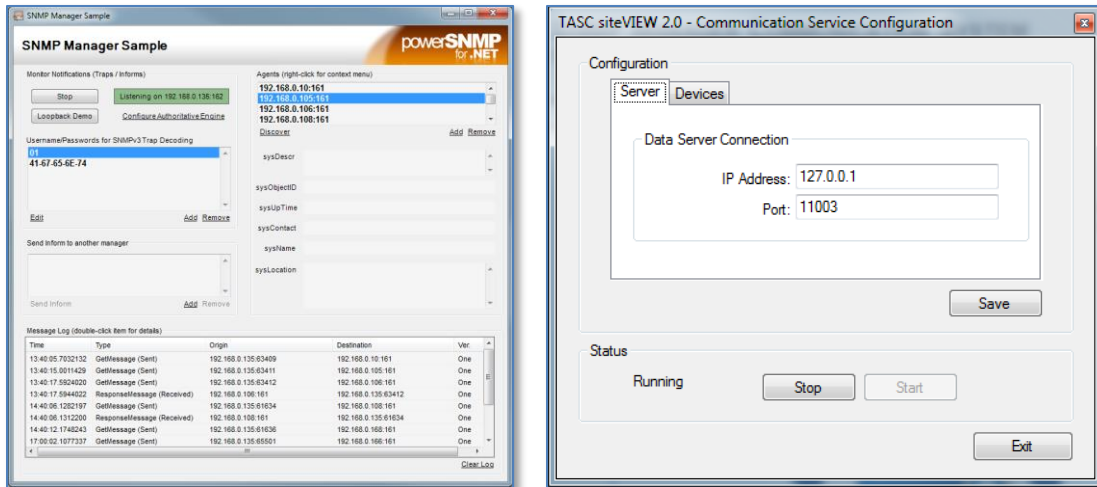 SNMP Manager Sample
SNMP Manager Sample
powerSNMP
for .NET
Monitor Notifications (Traps / Informs)
Stop
Listening on 192.168.0.135:162
Loopback Demo
Configure Authoritative Engine
Username/Passwords for SNMPv3 Trap Decoding
01
41-67-65-6E-74
Edit
Add Remove
Send Inform to another manager
Send Inform
Add Remove
Agents (right-click for context menu)
192.168.0.10:161
192.168.0.105:161
192.168.0.106:161
192.168.0.108:161
Discover
Add Remove
sysDescr
sysObjectID
sysUpTime
sysContact
sysName
sysLocation
Message Log (double-click item for details)
Time Type Origin Destination Ver.
13:40:05.7032132 GetMessage (Sent) 192.168.0.135:63409 192.168.0.10:161 One
13:40:15.0011429 GetMessage (Sent) 192.168.0.135:63411 192.168.0.105:161 One
13:40:17.5924020 GetMessage (Sent) 192.168.0.135:63412 192.168.0.106:161 One
13:40:17.5944022 ResponseMessage (Received) 192.168.0.106:161 192.168.0.135:63412 One
14:40:06.1282197 GetMessage (Sent) 192.168.0.135:61634 192.168.0.108:161 One
14:40:06.1312200 ResponseMessage (Received) 192.168.0.108:161 192.168.0.135:61634 One
14:40:12.1748243 GetMessage (Sent) 192.168.0.135:61636 192.168.0.168:161 One
17:00:02.1077337 GetMessage (Sent) 192.168.0.135:65501 192.168.0.166:161 One
Clear Log
TASC siteVIEW 2.0 - Communication Service Configuration
Configuration
Server Devices
Data Server Connection
IP Address: 127.0.0.1
Port: 11003
Save
Status
Running Stop Start
Exit